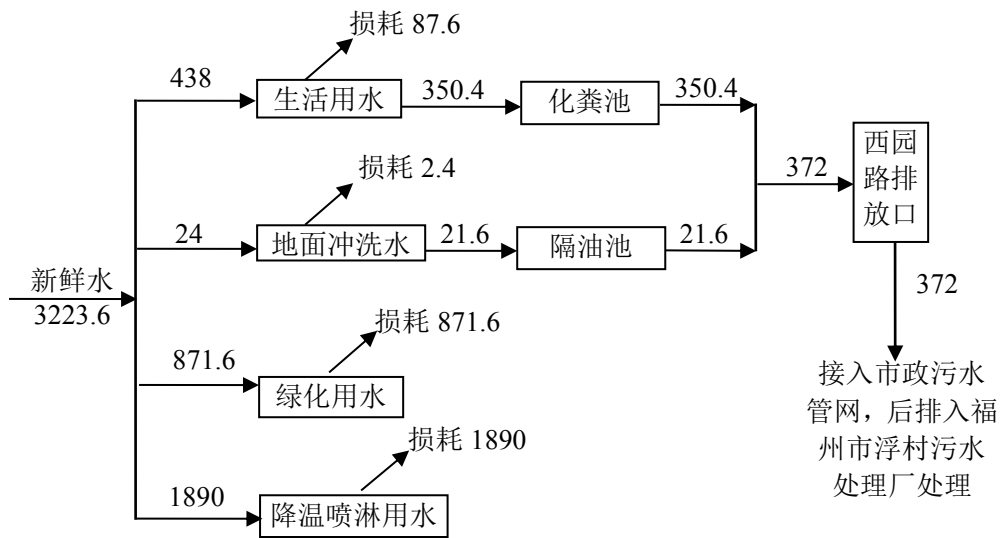 损耗 87.6
438
生活用水
350.4
化粪池
350.4
西园
路排
放口
372
损耗 2.4
24
地面冲洗水
21.6
隔油池
21.6
新鲜水
3223.6
372
损耗 871.6
871.6
绿化用水
接入市政污水
管网，后排入福
州市浮村污水
处理厂处理
损耗 1890
1890
降温喷淋用水